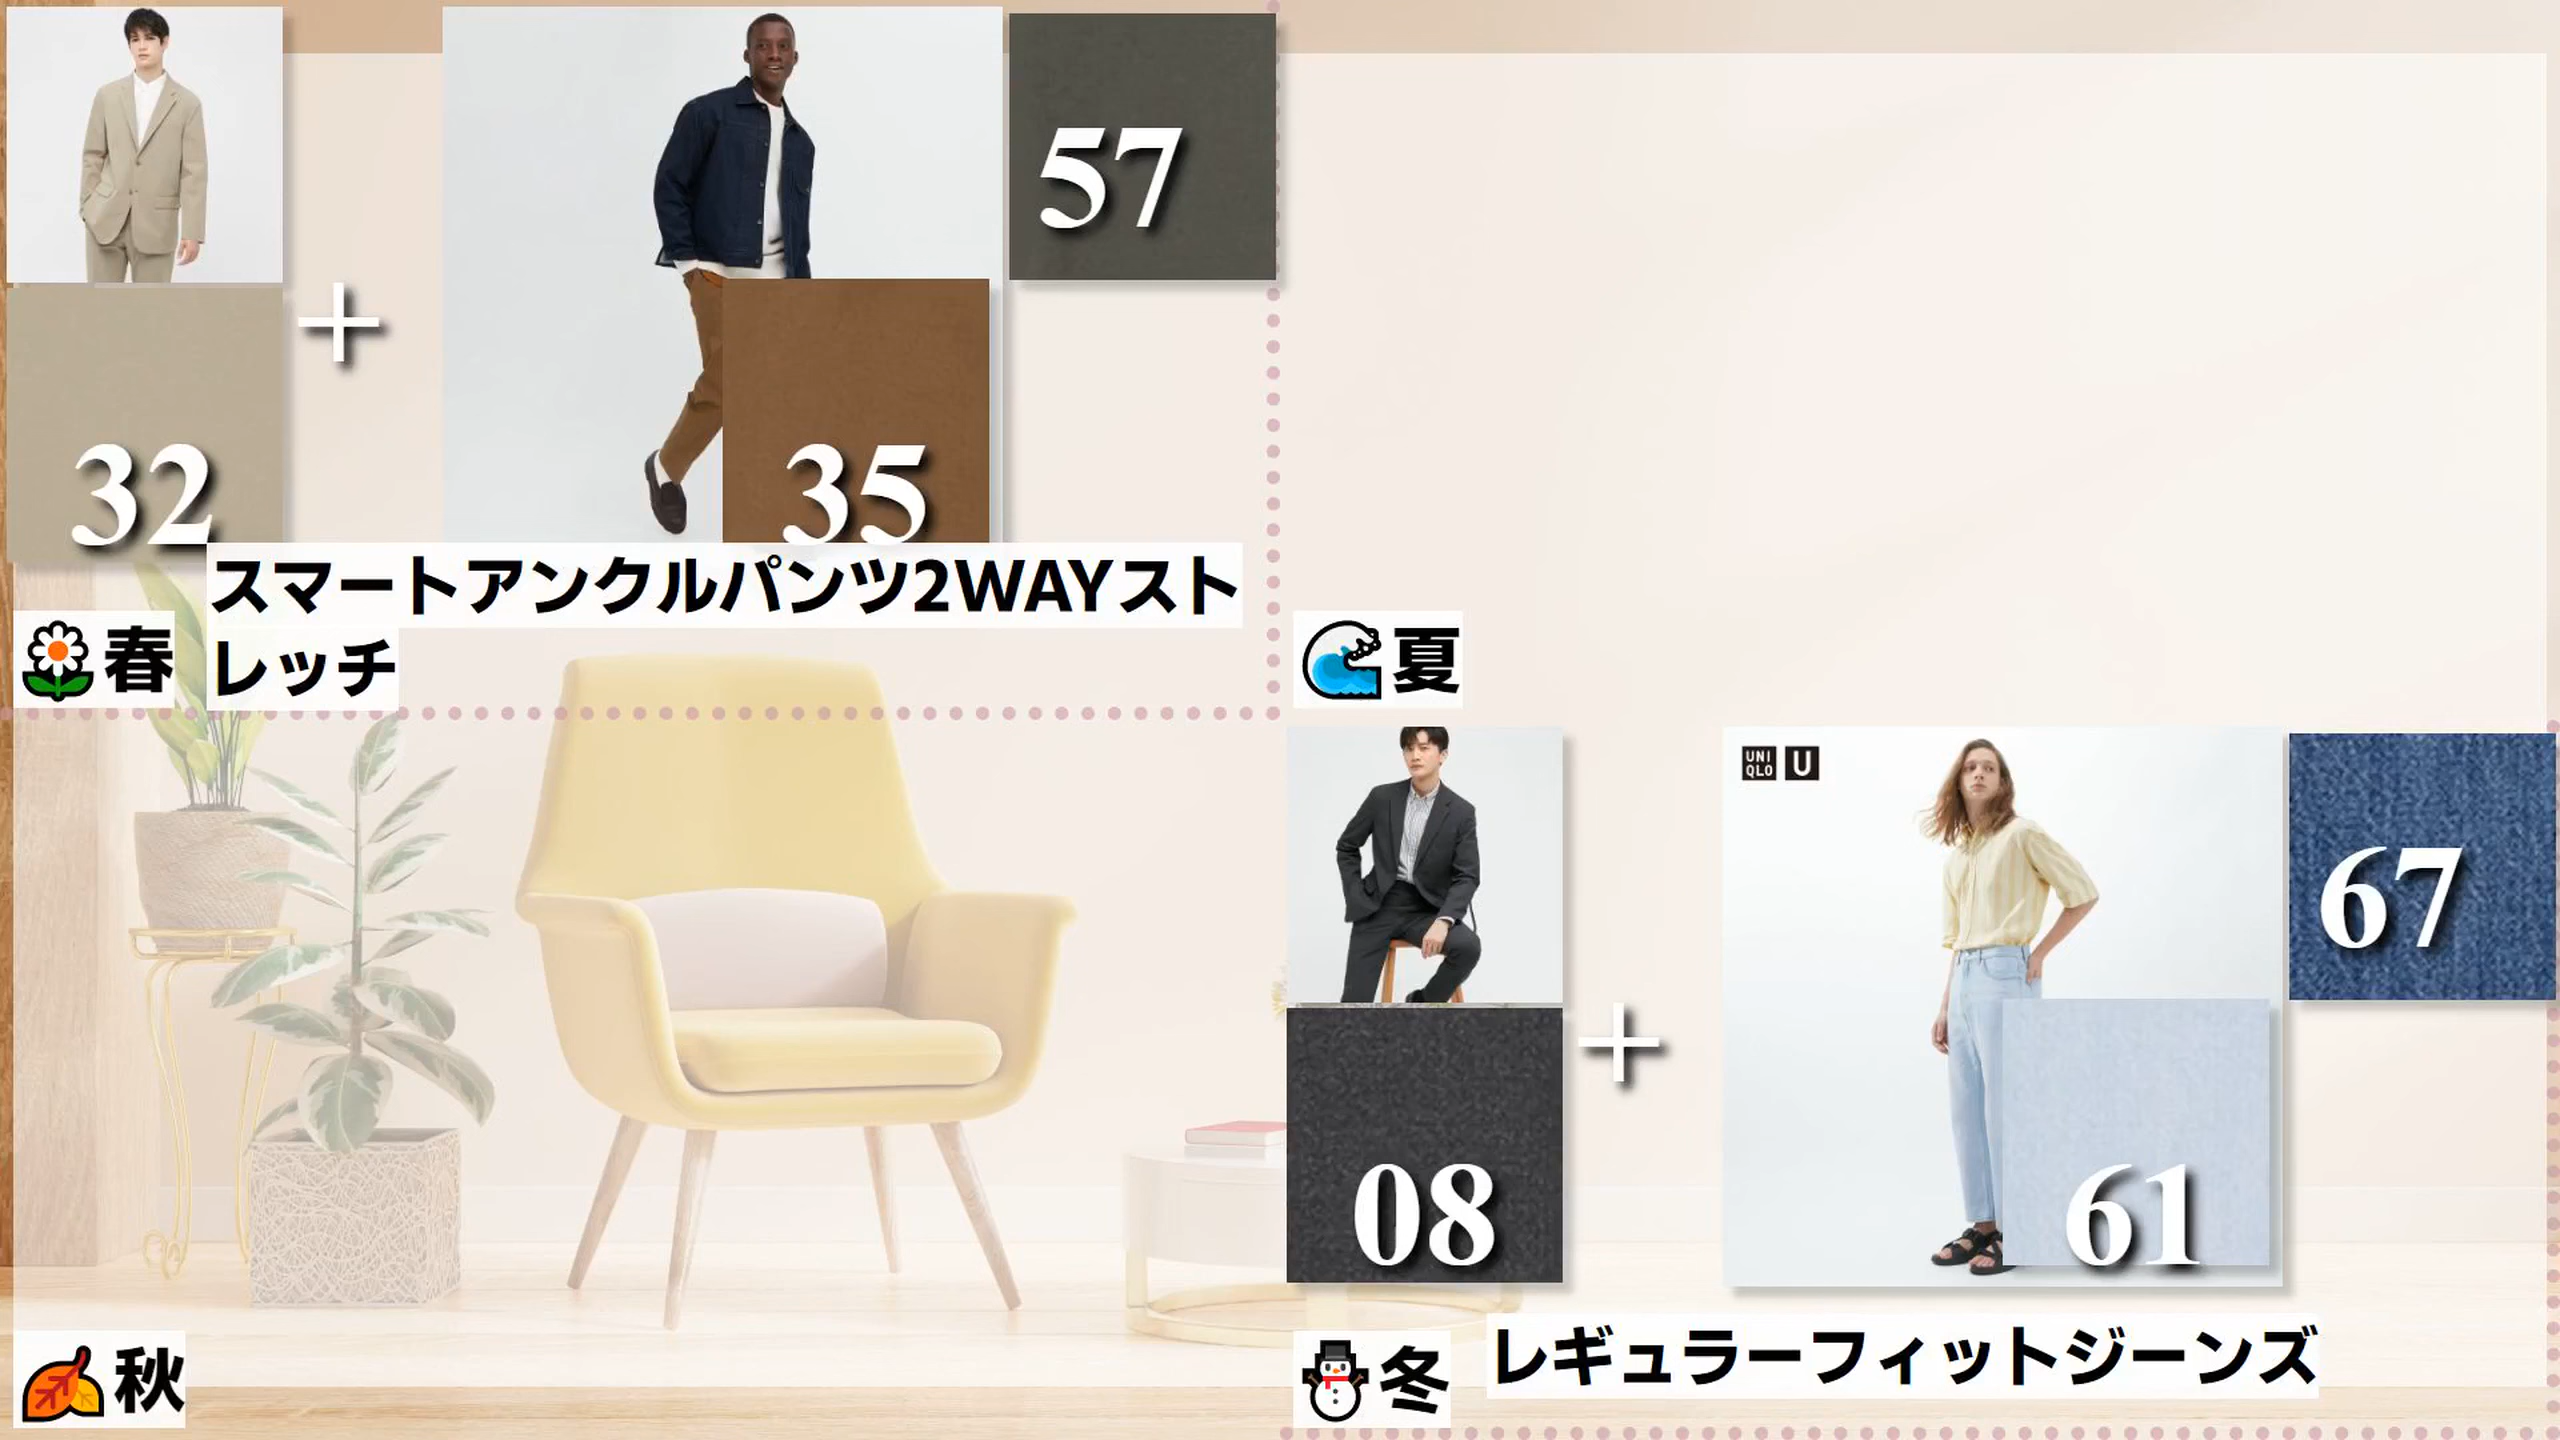 57
32
35
スマートアンクルパンツ2WAYスト
レッチ
春
夏
UNI
QLO
U
67
08
61
秋
冬
レギュラーフィットジーンズ